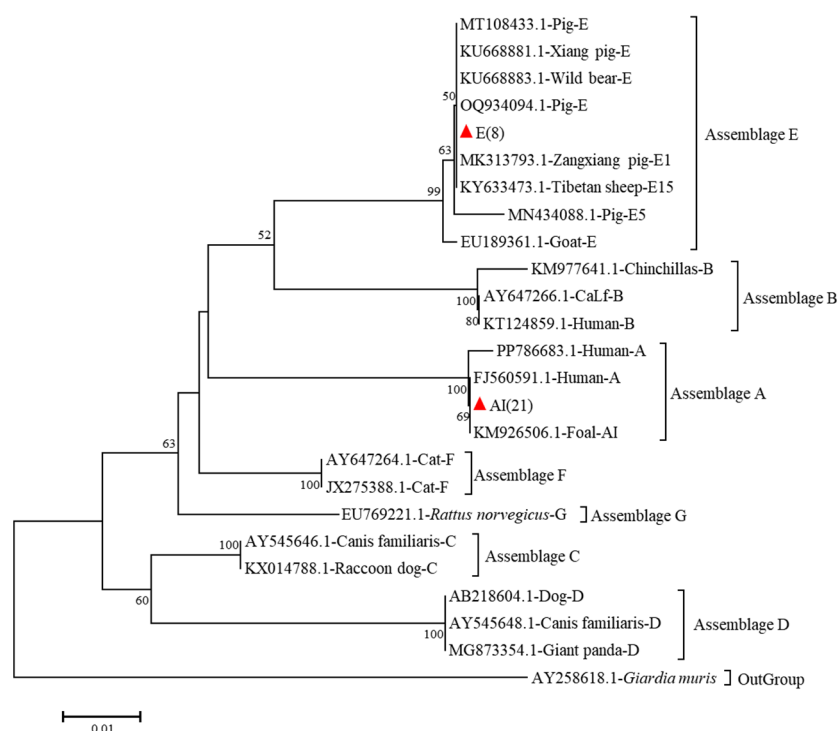 MT108433.1-Pig-E
KU668881.1-Xiang pig-E
KU668883.1-Wild bear-E
50
OQ934094.1-Pig-E
E(8)
Assemblage E
63
MK313793.1-Zangxiang pig-E1
99
KY633473.1-Tibetan sheep-E15
MN434088.1-Pig-E5
52
EU189361.1-Goat-E
KM977641.1-Chinchillas-B
100
AY647266.1-CaLf-B
Assemblage B
80
KT124859.1-Human-B
PP786683.1-Human-A
FJ560591.1-Human-A
100
Assemblage A
AI(21)
69
KM926506.1-Foal-AI
63
AY647264.1-Cat-F
Assemblage F
100
JX275388.1-Cat-F
EU769221.1-Rattus norvegicus-G
Assemblage G
100
AY545646.1-Canis familiaris-C
Assemblage C
KX014788.1-Raccoon dog-C
60
AB218604.1-Dog-D
AY545648.1-Canis familiaris-D
Assemblage D
100
MG873354.1-Giant panda-D
AY258618.1-Giardia muris
OutGroup
0.01